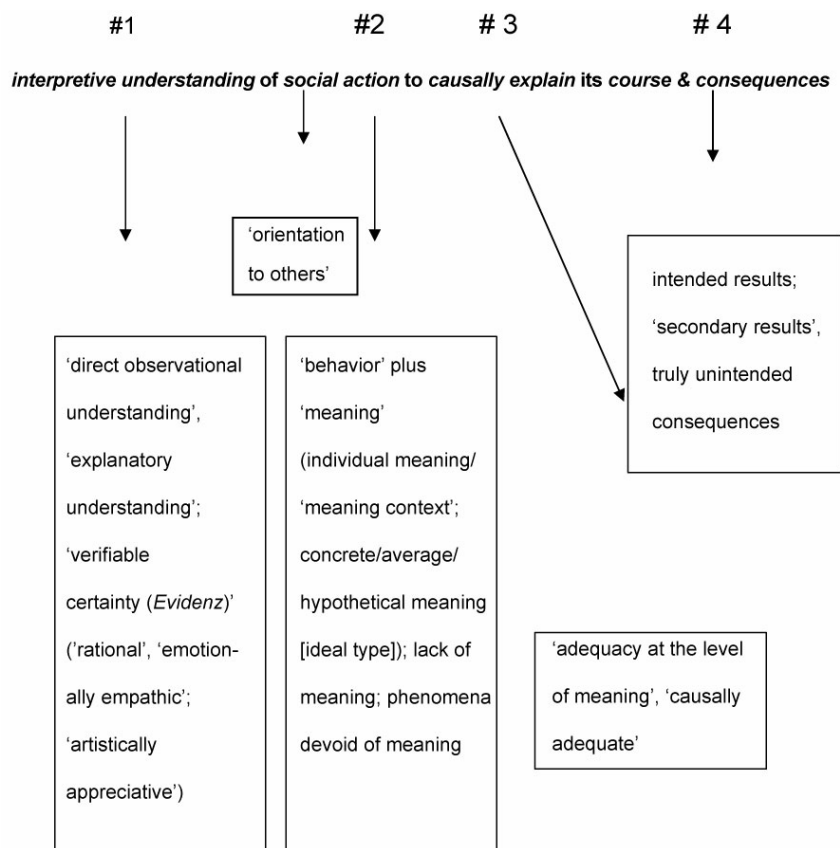 #1 #2 # 3 # 4
interpretive understanding of social action to causally explain its course & consequences
‘orientation
to others’
intended results;
‘secondary results’,
truly unintended
consequences
‘direct observational
understanding’,
‘explanatory
understanding’;
‘verifiable
certainty (Evidenz)’
(’rational’, ‘emotion-
ally empathic’;
‘artistically
appreciative’)
‘behavior’ plus
‘meaning’
(individual meaning/
‘meaning context’;
concrete/average/
hypothetical meaning
[ideal type]); lack of
meaning; phenomena
devoid of meaning
‘adequacy at the level
of meaning’, ‘causally
adequate’